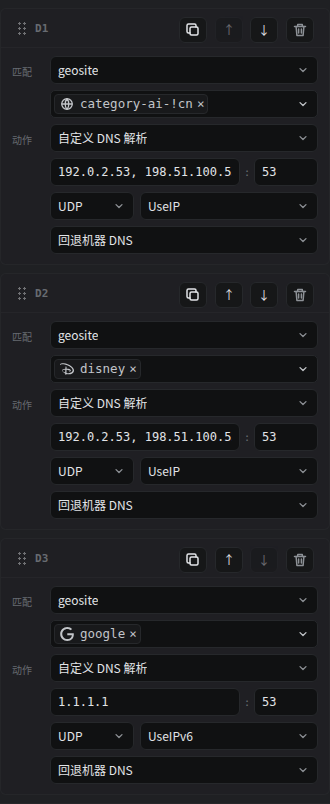 D1
匹配 geosite
category-ai-!cn ×
动作 自定义 DNS 解析
192.0.2.53, 198.51.100.5 : 53
UDP UseIP
回退机器 DNS
D2
匹配 geosite
disney ×
动作 自定义 DNS 解析
192.0.2.53, 198.51.100.5 : 53
UDP UseIP
回退机器 DNS
D3
匹配 geosite
google ×
动作 自定义 DNS 解析
1.1.1.1 : 53
UDP UseIPv6
回退机器 DNS